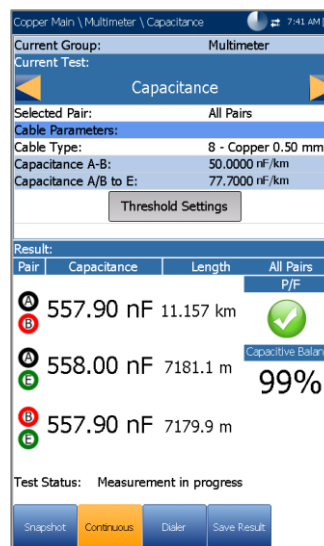 Copper Main \ Multimeter \ Capacitance 7:41 AM
Current Group: Multimeter
Current Test:
Capacitance
Selected Pair: All Pairs
Cable Parameters:
Cable Type: 8 - Copper 0.50 mm
Capacitance A-B: 50.0000 nF/km
Capacitance A/B to E: 77.7000 nF/km
Threshold Settings
Result:
Pair Capacitance Length All Pairs
P/F
A B 557.90 nF 11.157 km
Capacitive Balan
A E 558.00 nF 7181.1 m
99%
B E 557.90 nF 7179.9 m
Test Status: Measurement in progress
Snapshot Continuous Dialer Save Result